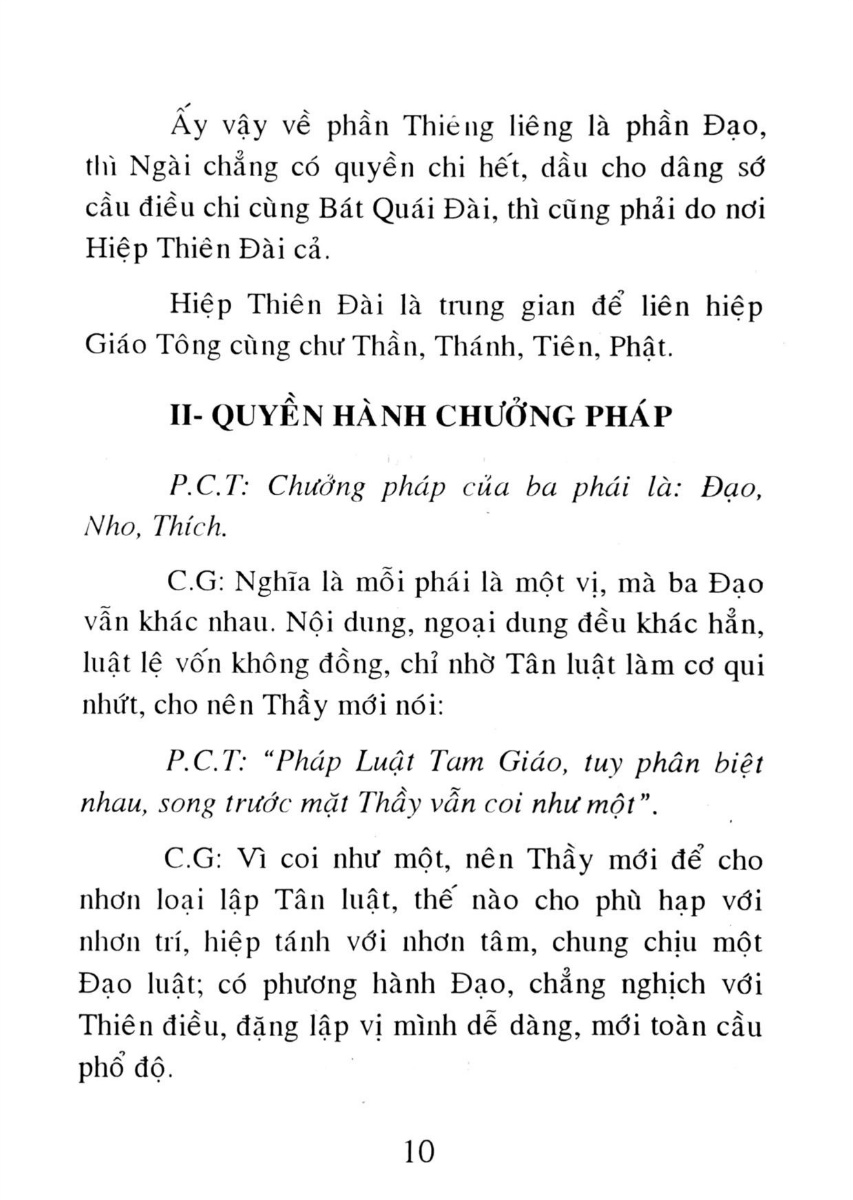 Ấy vậy về phần Thiêng liêng là phần Đạo,
thì Ngài chẳng có quyền chi hết, dầu cho dâng sớ
cầu điều chi cùng Bát Quái Đài, thì cũng phải do nơi
Hiệp Thiên Đài cả.
Hiệp Thiên Đài là trung gian để liên hiệp
Giáo Tông cùng chư Thần, Thánh, Tiên, Phật.
II- QUYỀN HÀNH CHƯỞNG PHÁP
P.C.T: Chưởng pháp của ba phái là: Đạo,
Nho, Thích.
C.G: Nghĩa là mỗi phái là một vị, mà ba Đạo
vẫn khác nhau. Nội dung, ngoại dung đều khác hẳn,
luật lệ vốn không đồng, chỉ nhờ Tân luật làm cơ qui
nhứt, cho nên Thầy mới nói:
P.C.T: “Pháp Luật Tam Giáo, tuy phân biệt
nhau, song trước mặt Thầy vẫn coi như một”.
C.G: Vì coi như một, nên Thầy mới để cho
nhơn loại lập Tân luật, thế nào cho phù hạp với
nhơn trí, hiệp tánh với nhơn tâm, chung chịu một
Đạo luật; có phương hành Đạo, chẳng nghịch với
Thiên điều, đặng lập vị mình dễ dàng, mới toàn cầu
phổ độ.
10